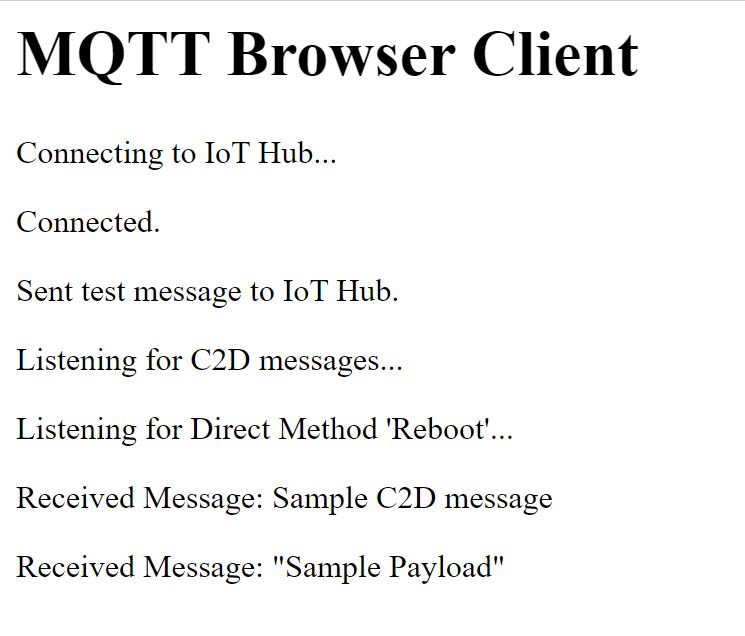 MQTT Browser Client
Connecting to IoT Hub...
Connected.
Sent test message to IoT Hub.
Listening for C2D messages...
Listening for Direct Method 'Reboot'...
Received Message: Sample C2D message
Received Message: "Sample Payload"